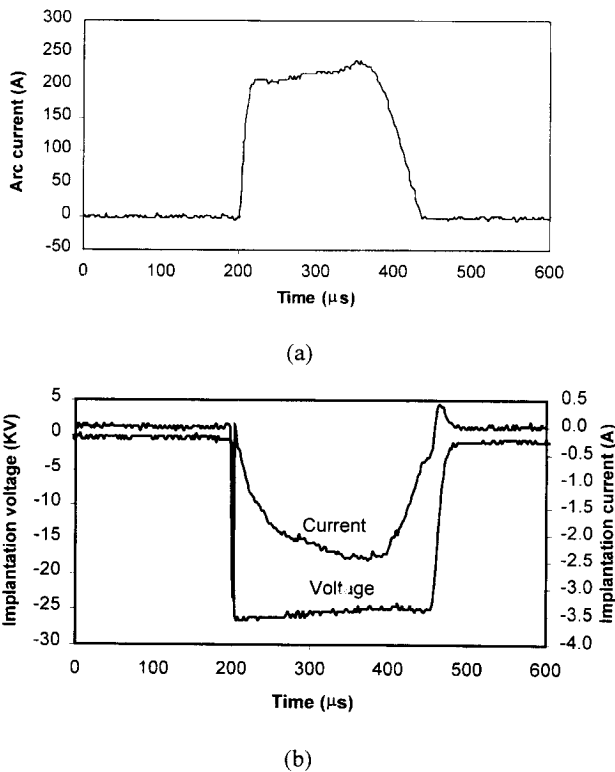 Arc current (A)
300
250
200
150
100
50
0
-50
0 100 200 300 400 500 600
Time (μs)
(a)
Implantation voltage (KV)
5
0
-5
-10
-15
-20
-25
-30
Current
Voltage
0.5
0.0
-0.5
-1.0
-1.5
-2.0
-2.5
-3.0
-3.5
-4.0
Implantation current (A)
0 100 200 300 400 500 600
Time (μs)
(b)